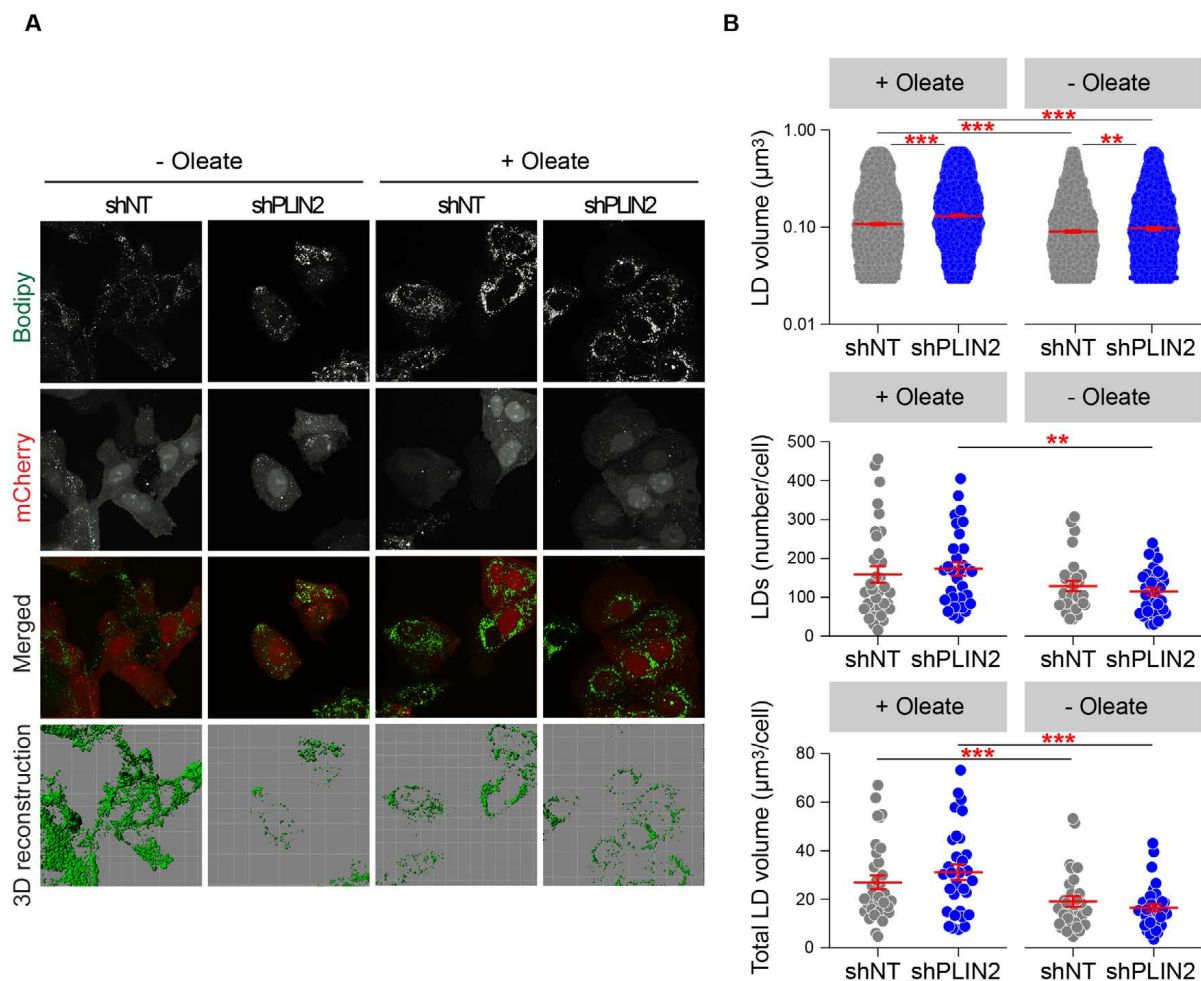 A
- Oleate + Oleate
shNT shPLIN2 shNT shPLIN2
Bodipy
mCherry
Merged
3D reconstruction
B
+ Oleate - Oleate
*** 
***
*** **
LD volume (µm³)
1.00
0.10
0.01
shNT shPLIN2 shNT shPLIN2
+ Oleate - Oleate
**
LDs (number/cell)
500
400
300
200
100
0
shNT shPLIN2 shNT shPLIN2
+ Oleate - Oleate
***
***
Total LD volume (µm³/cell)
80
60
40
20
0
shNT shPLIN2 shNT shPLIN2